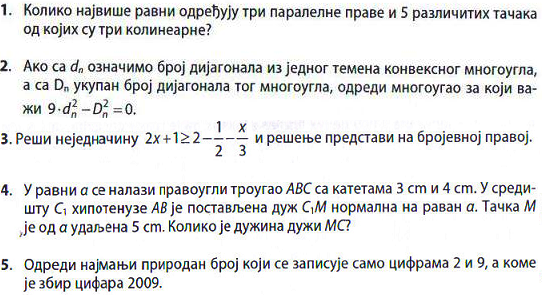 1. Колико највише равни одређују три паралелне праве и 5 различитих тачака
од којих су три колинеарне?
2. Ако са dₙ означимо број дијагонала из једног темена конвексног многоугла,
а са Dₙ укупан број дијагонала тог многоугла, одреди многоугао за који ва-
жи 9·dₙ²−Dₙ²=0.
3. Реши неједначину 2x+1≥2−1/2−x/3 и решење представи на бројевној правој.
4. У равни α се налази правоугли троугао ABC са катетама 3 cm и 4 cm. У среди-
шту C₁ хипотенузе AB је постављена дуж C₁M нормална на раван α. Тачка M
је од α удаљена 5 cm. Колико је дужина дужи MC?
5. Одреди најмањи природан број који се записује само цифрама 2 и 9, а коме
је збир цифара 2009.